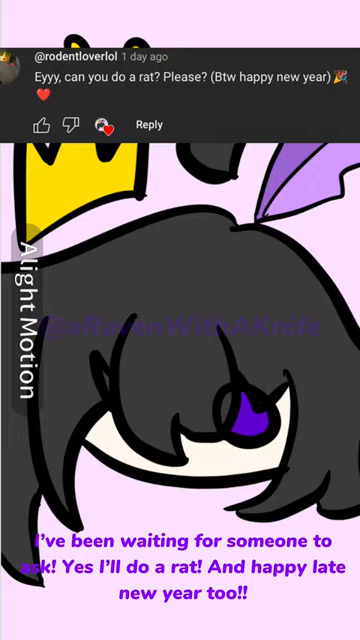 @rodentloverlol 1 day ago
Eyyy, can you do a rat? Please? (Btw happy new year)🎉
❤️
Reply
Alight Motion
@aRavenWithAKnife
I've been waiting for someone to
ask! Yes I'll do a rat! And happy late
new year too!!